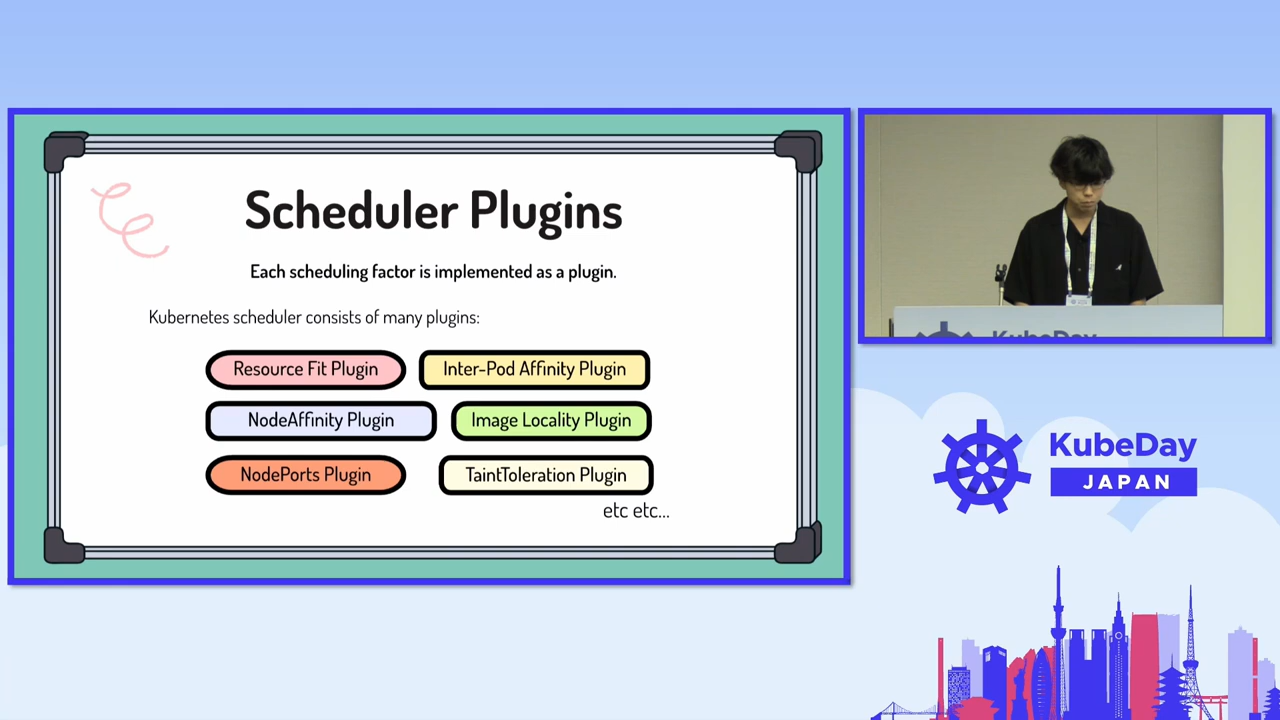 Scheduler Plugins
Each scheduling factor is implemented as a plugin.
Kubernetes scheduler consists of many plugins:
Resource Fit Plugin
Inter-Pod Affinity Plugin
NodeAffinity Plugin
Image Locality Plugin
NodePorts Plugin
TaintToleration Plugin
etc etc...
KubeDay
KubeDay
JAPAN